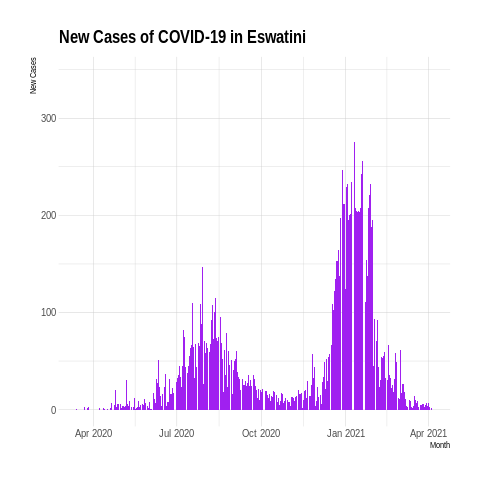 New Cases of COVID-19 in Eswatini
New Cases
300
200
100
0
Apr 2020 Jul 2020 Oct 2020 Jan 2021 Apr 2021
Month